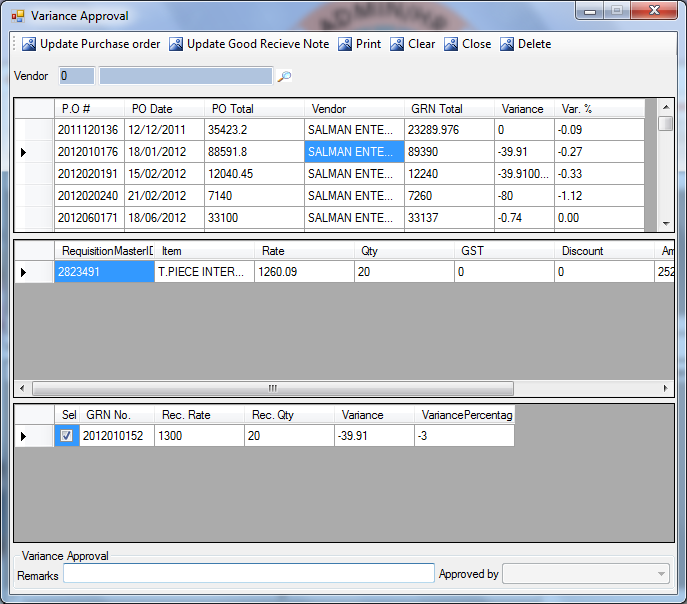 Variance Approval
ADMIN/HR
Update Purchase order Update Good Recieve Note Print Clear Close Delete
Vendor 0
P.O # PO Date PO Total Vendor GRN Total Variance Var. %
2011120136 12/12/2011 35423.2 SALMAN ENTE... 23289.976 0 -0.09
2012010176 18/01/2012 88591.8 SALMAN ENTE... 89390 -39.91 -0.27
2012020191 15/02/2012 12040.45 SALMAN ENTE... 12240 -39.9100... -0.33
2012020240 21/02/2012 7140 SALMAN ENTE... 7260 -80 -1.12
2012060171 18/06/2012 33100 SALMAN ENTE... 33137 -0.74 0.00
RequisitionMasterID Item Rate Qty GST Discount Am
2823491 T.PIECE INTER... 1260.09 20 0 0 252
Sel GRN No. Rec. Rate Rec. Qty Variance VariancePercentag
2012010152 1300 20 -39.91 -3
Variance Approval
Remarks Approved by